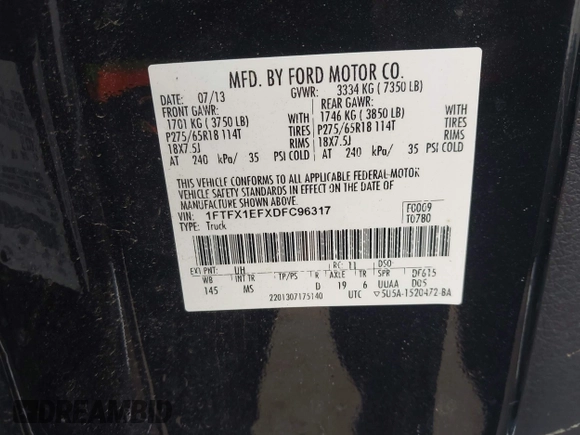 MFD. BY FORD MOTOR CO.
07/13 GVWR: 3334 KG ( 7350 LB)
FRONT GAWR: REAR GAWR:
1701 KG ( 3750 LB) WITH 1746 KG ( 3850 LB) WITH
P275/65R18 114T TIRES P275/65R18 114T TIRES
18X7.5J RIMS 18X7.5J RIMS
AT 240 kPa/ 35 PSI COLD AT 240 kPa/ 35 PSI COLD
THIS VEHICLE CONFORMS TO ALL APPLICABLE FEDERAL MOTOR
VEHICLE SAFETY STANDARDS IN EFFECT ON THE DATE OF
MANUFACTURE SHOWN ABOVE.
VIN: 1FTFX1EFXDFC96317 F0009
TYPE: Truck T0780
EXT PNT: UH RC: 11 DSO:
WB INT TR TP/PS R AXLE TR SPR DF615
145 MS D 19 6 UUAA D05
2201307175140 UTC ▽5U5A-1520472-BA
DREAMBID